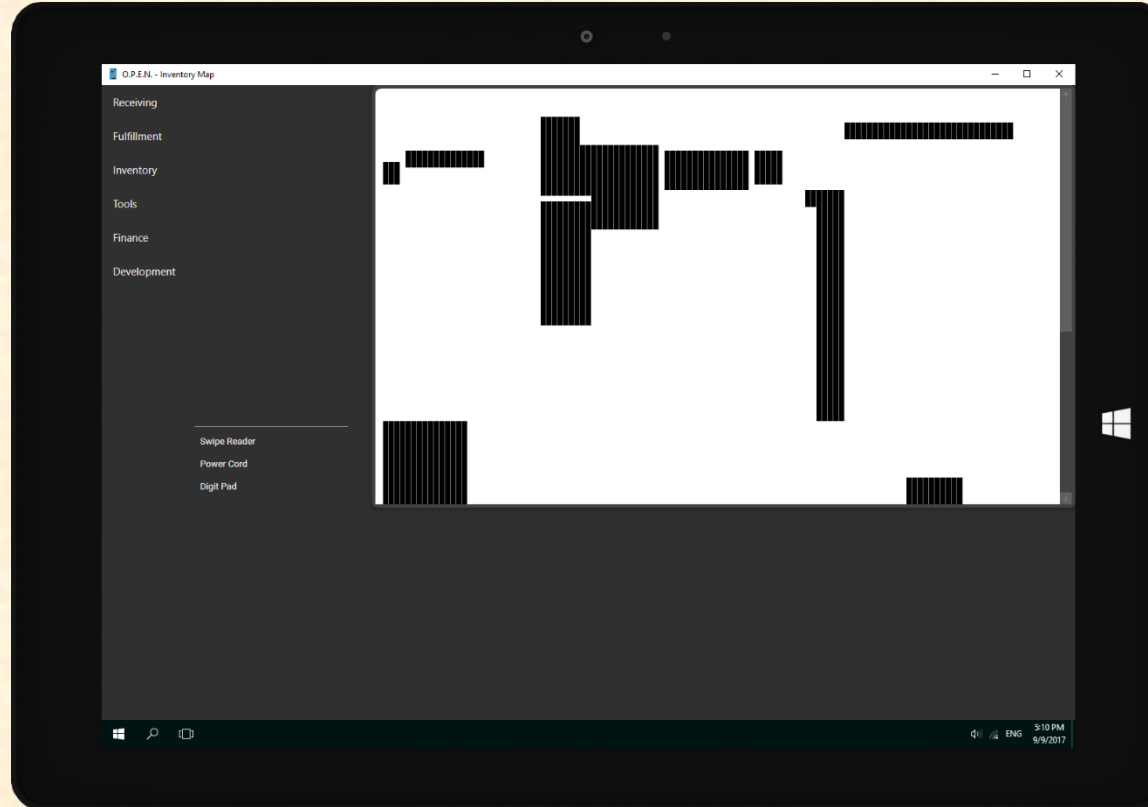 O.P.E.N. - Inventory Map
Receiving
Fulfillment
Inventory
Tools
Finance
Development
Swipe Reader
Power Cord
Digit Pad
ENG
5:10 PM
9/9/2017